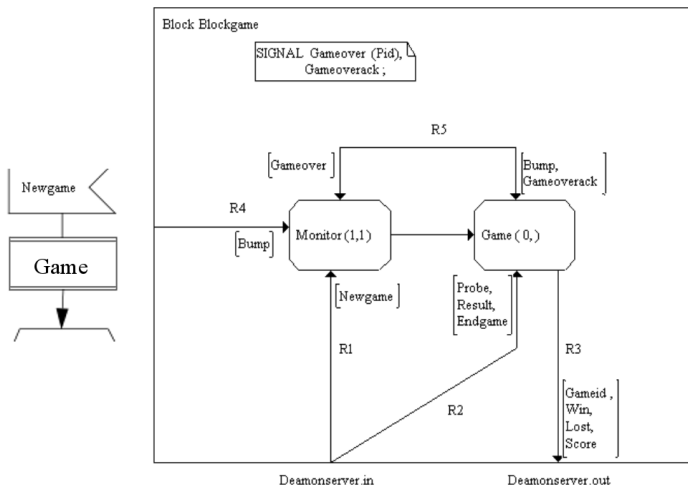 Block Blockgame
SIGNAL Gameover (Pid),
Gameoverack ;
R5
[Gameover]
[Bump,
Gameoverack]
Newgame
R4
Monitor (1,1)
Game ( 0, )
[Bump]
Game
[Newgame]
[Probe,
Result,
Endgame]
R1
R3
R2
[Gameid ,
Win,
Lost,
Score]
Deamonserver.in
Deamonserver.out